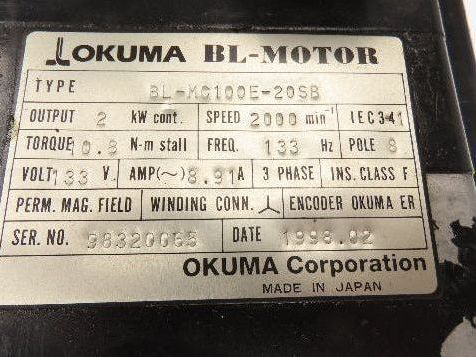 OKUMA BL-MOTOR
TYPE BL-MC100E-20SB
OUTPUT 2 kW cont. SPEED 2000 min⁻¹ IEC341
TORQUE 10.8 N-m stall FREQ. 133 Hz POLE 8
VOLT 133 V. AMP(~) 8.91 A 3 PHASE INS. CLASS F
PERM. MAG. FIELD WINDING CONN. ⅄ ENCODER OKUMA ER
SER. NO. DATE 1998.02
OKUMA Corporation
MADE IN JAPAN